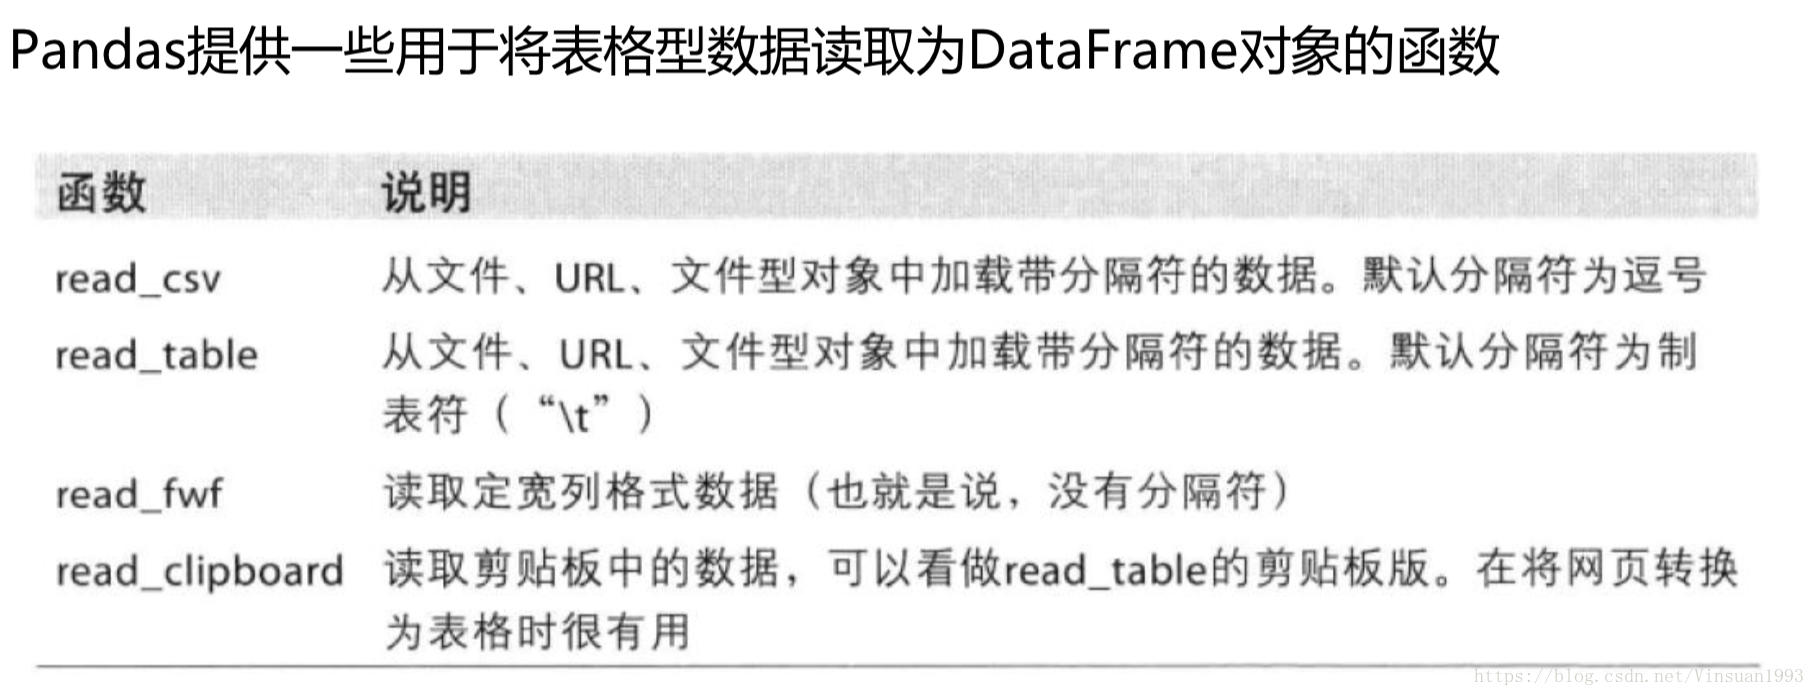 Pandas提供一些用于将表格型数据读取为DataFrame对象的函数
函数 说明
read_csv 从文件、URL、文件型对象中加载带分隔符的数据。默认分隔符为逗号
read_table 从文件、URL、文件型对象中加载带分隔符的数据。默认分隔符为制
表符（“\t”）
read_fwf 读取定宽列格式数据（也就是说，没有分隔符）
read_clipboard 读取剪贴板中的数据，可以看做read_table的剪贴板版。在将网页转换
为表格时很有用
https://blog.csdn.net/Vinsuan1993